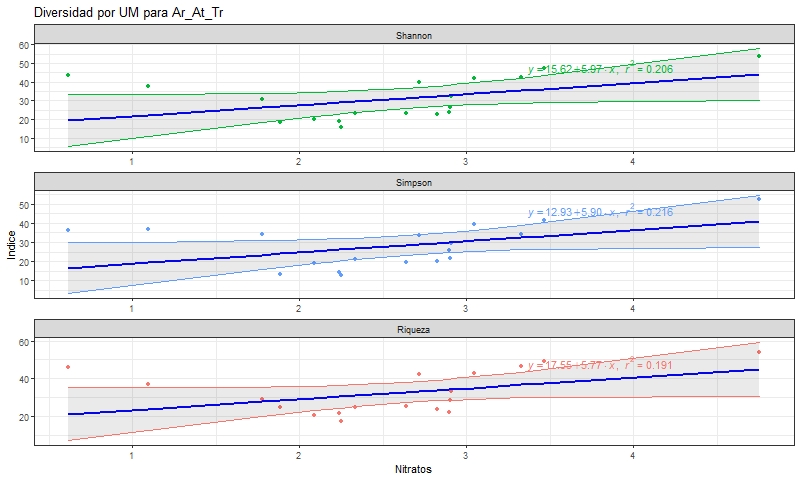 Diversidad por UM para Ar_At_Tr
Shannon
60
50
40
30
20
10
y = 15.62+5.97 · x, r² = 0.206
1 2 3 4
Simpson
50
40
30
20
10
y = 12.93+5.90 · x, r² = 0.216
1 2 3 4
Indice
Riqueza
60
40
20
y = 17.55+5.77 · x, r² = 0.191
1 2 3 4
Nitratos